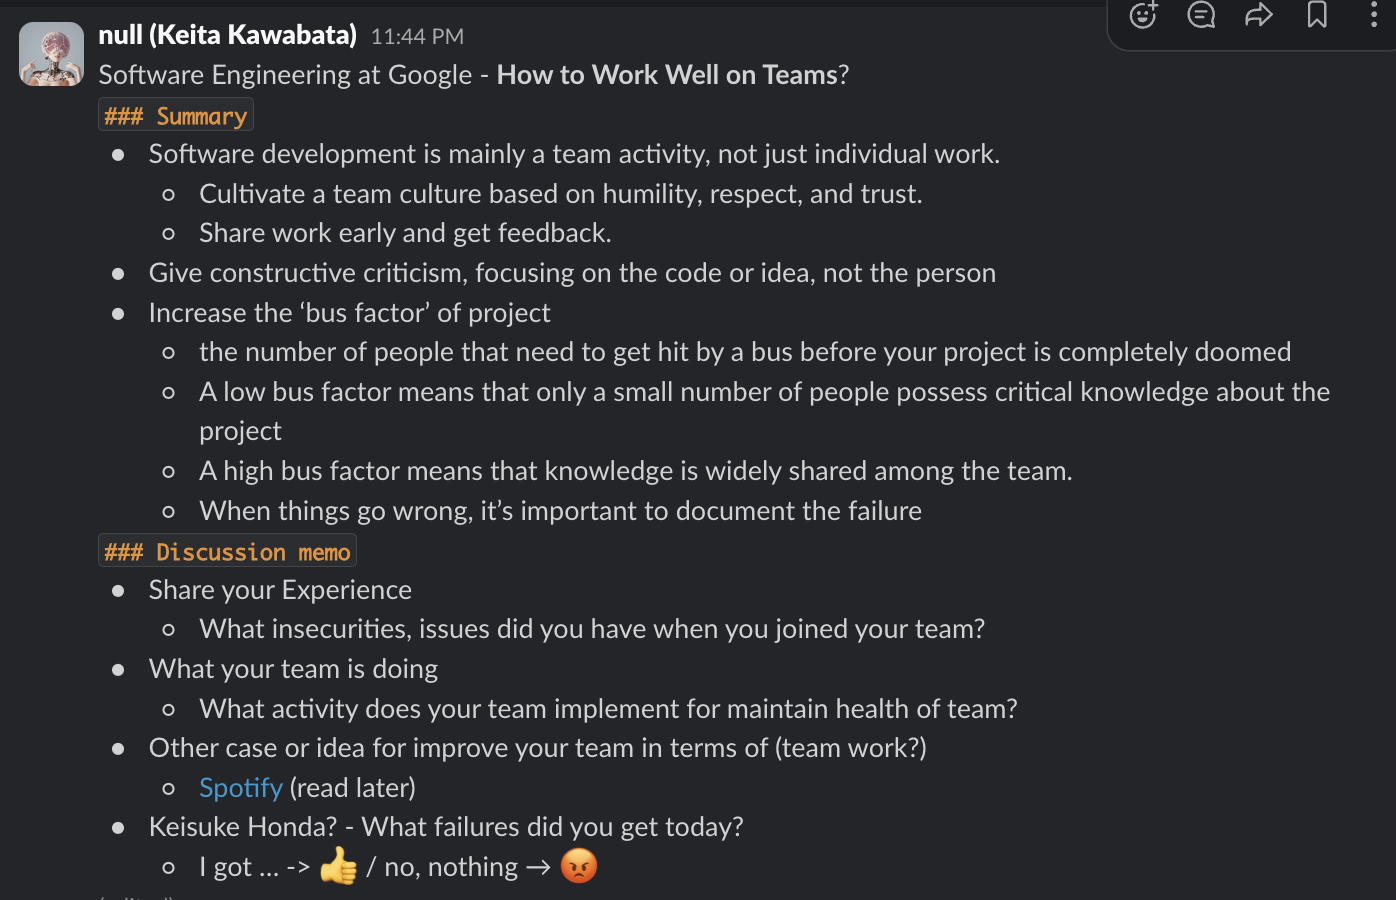 null (Keita Kawabata) 11:44 PM
Software Engineering at Google - How to Work Well on Teams?
### Summary
Software development is mainly a team activity, not just individual work.
Cultivate a team culture based on humility, respect, and trust.
Share work early and get feedback.
Give constructive criticism, focusing on the code or idea, not the person
Increase the ‘bus factor’ of project
the number of people that need to get hit by a bus before your project is completely doomed
A low bus factor means that only a small number of people possess critical knowledge about the
project
A high bus factor means that knowledge is widely shared among the team.
When things go wrong, it’s important to document the failure
### Discussion memo
Share your Experience
What insecurities, issues did you have when you joined your team?
What your team is doing
What activity does your team implement for maintain health of team?
Other case or idea for improve your team in terms of (team work?)
Spotify (read later)
Keisuke Honda? - What failures did you get today?
I got ... -> 👍 / no, nothing → 😡